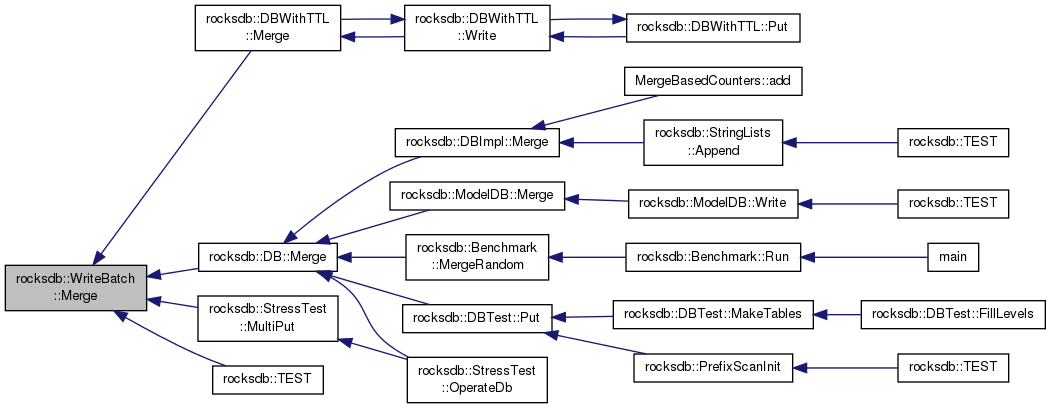 rocksdb::DBWithTTL
::Merge
rocksdb::DBWithTTL
::Write
rocksdb::DBWithTTL::Put
MergeBasedCounters::add
rocksdb::DBImpl::Merge
rocksdb::StringLists
::Append
rocksdb::TEST
rocksdb::ModelDB::Merge
rocksdb::ModelDB::Write
rocksdb::TEST
rocksdb::DB::Merge
rocksdb::Benchmark
::MergeRandom
rocksdb::Benchmark::Run
main
rocksdb::WriteBatch
::Merge
rocksdb::StressTest
::MultiPut
rocksdb::DBTest::Put
rocksdb::DBTest::MakeTables
rocksdb::DBTest::FillLevels
rocksdb::TEST
rocksdb::StressTest
::OperateDb
rocksdb::PrefixScanInit
rocksdb::TEST